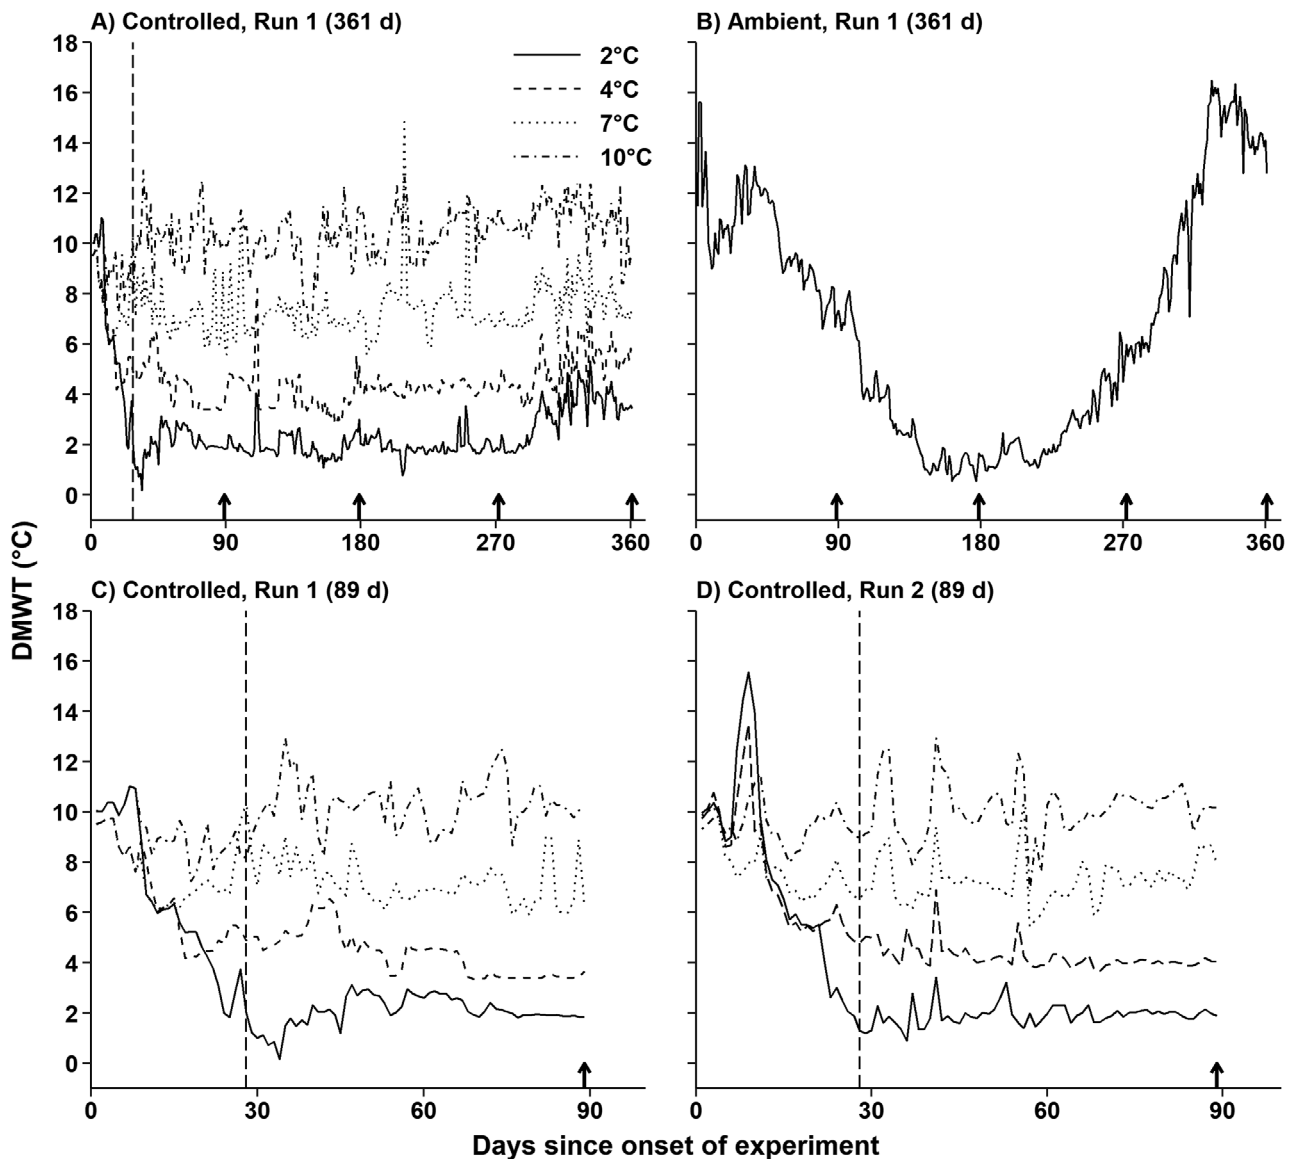 A) Controlled, Run 1 (361 d)
B) Ambient, Run 1 (361 d)
18
16
14
12
10
8
6
4
2
0
2°C
4°C
7°C
10°C
0 90 180 270 360
0 90 180 270 360
DMWT (°C)
C) Controlled, Run 1 (89 d)
D) Controlled, Run 2 (89 d)
18
16
14
12
10
8
6
4
2
0
0 30 60 90
0 30 60 90
Days since onset of experiment